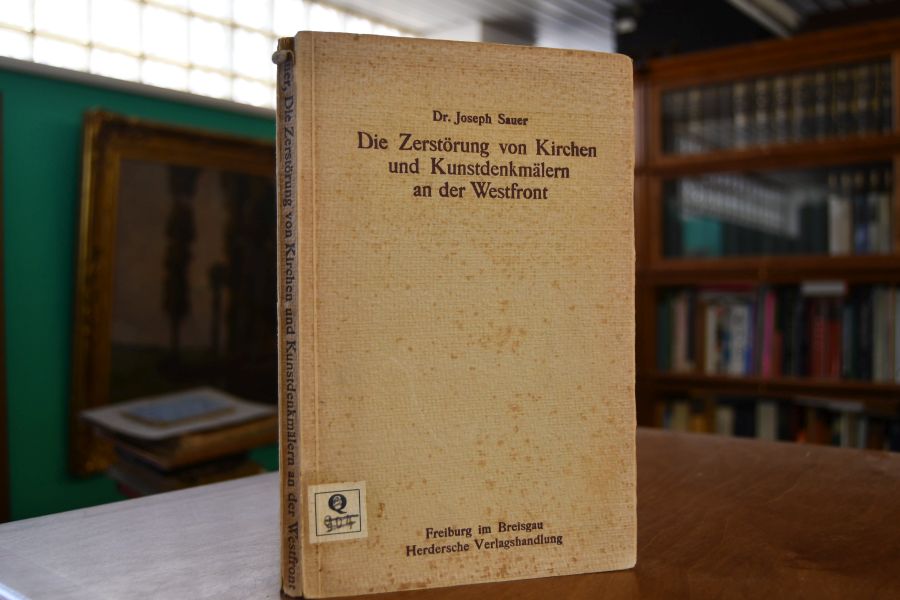 Dr. Joseph Sauer
Die Zerstörung von Kirchen
und Kunstdenkmälern
an der Westfront
Q
904
Freiburg im Breisgau
Herdersche Verlagshandlung
Die Zerstörung von Kirchen und Kunstdenkmälern an der Westfront